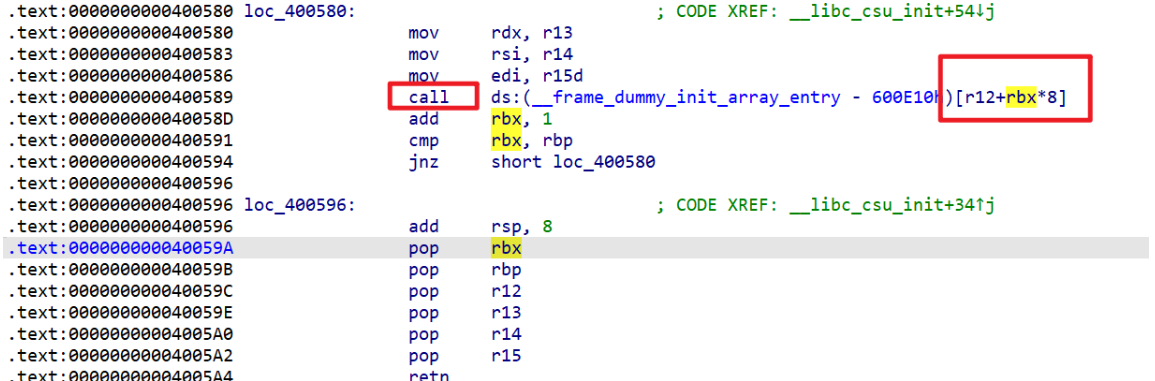 .text:0000000000400580 loc_400580: ; CODE XREF: __libc_csu_init+54↓j
.text:0000000000400580 mov rdx, r13
.text:0000000000400583 mov rsi, r14
.text:0000000000400586 mov edi, r15d
.text:0000000000400589 call ds:(__frame_dummy_init_array_entry - 600E10h)[r12+rbx*8]
.text:000000000040058D add rbx, 1
.text:0000000000400591 cmp rbx, rbp
.text:0000000000400594 jnz short loc_400580
.text:0000000000400596
.text:0000000000400596 loc_400596: ; CODE XREF: __libc_csu_init+34↑j
.text:0000000000400596 add rsp, 8
.text:000000000040059A pop rbx
.text:000000000040059B pop rbp
.text:000000000040059C pop r12
.text:000000000040059E pop r13
.text:00000000004005A0 pop r14
.text:00000000004005A2 pop r15
.text:00000000004005A4 retn